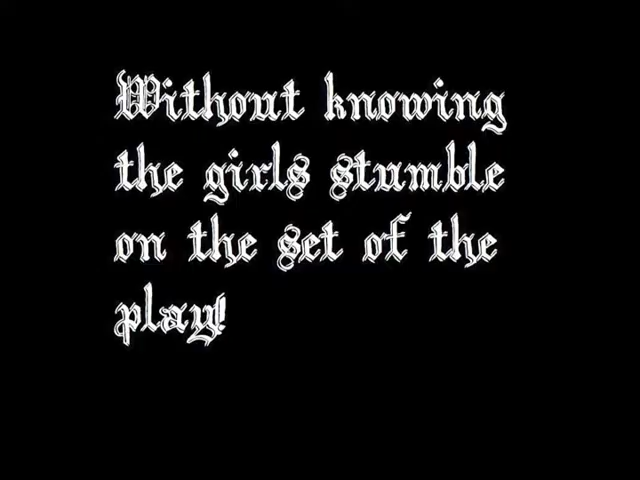 Without knowing
the girls stumble
on the set of the
play!